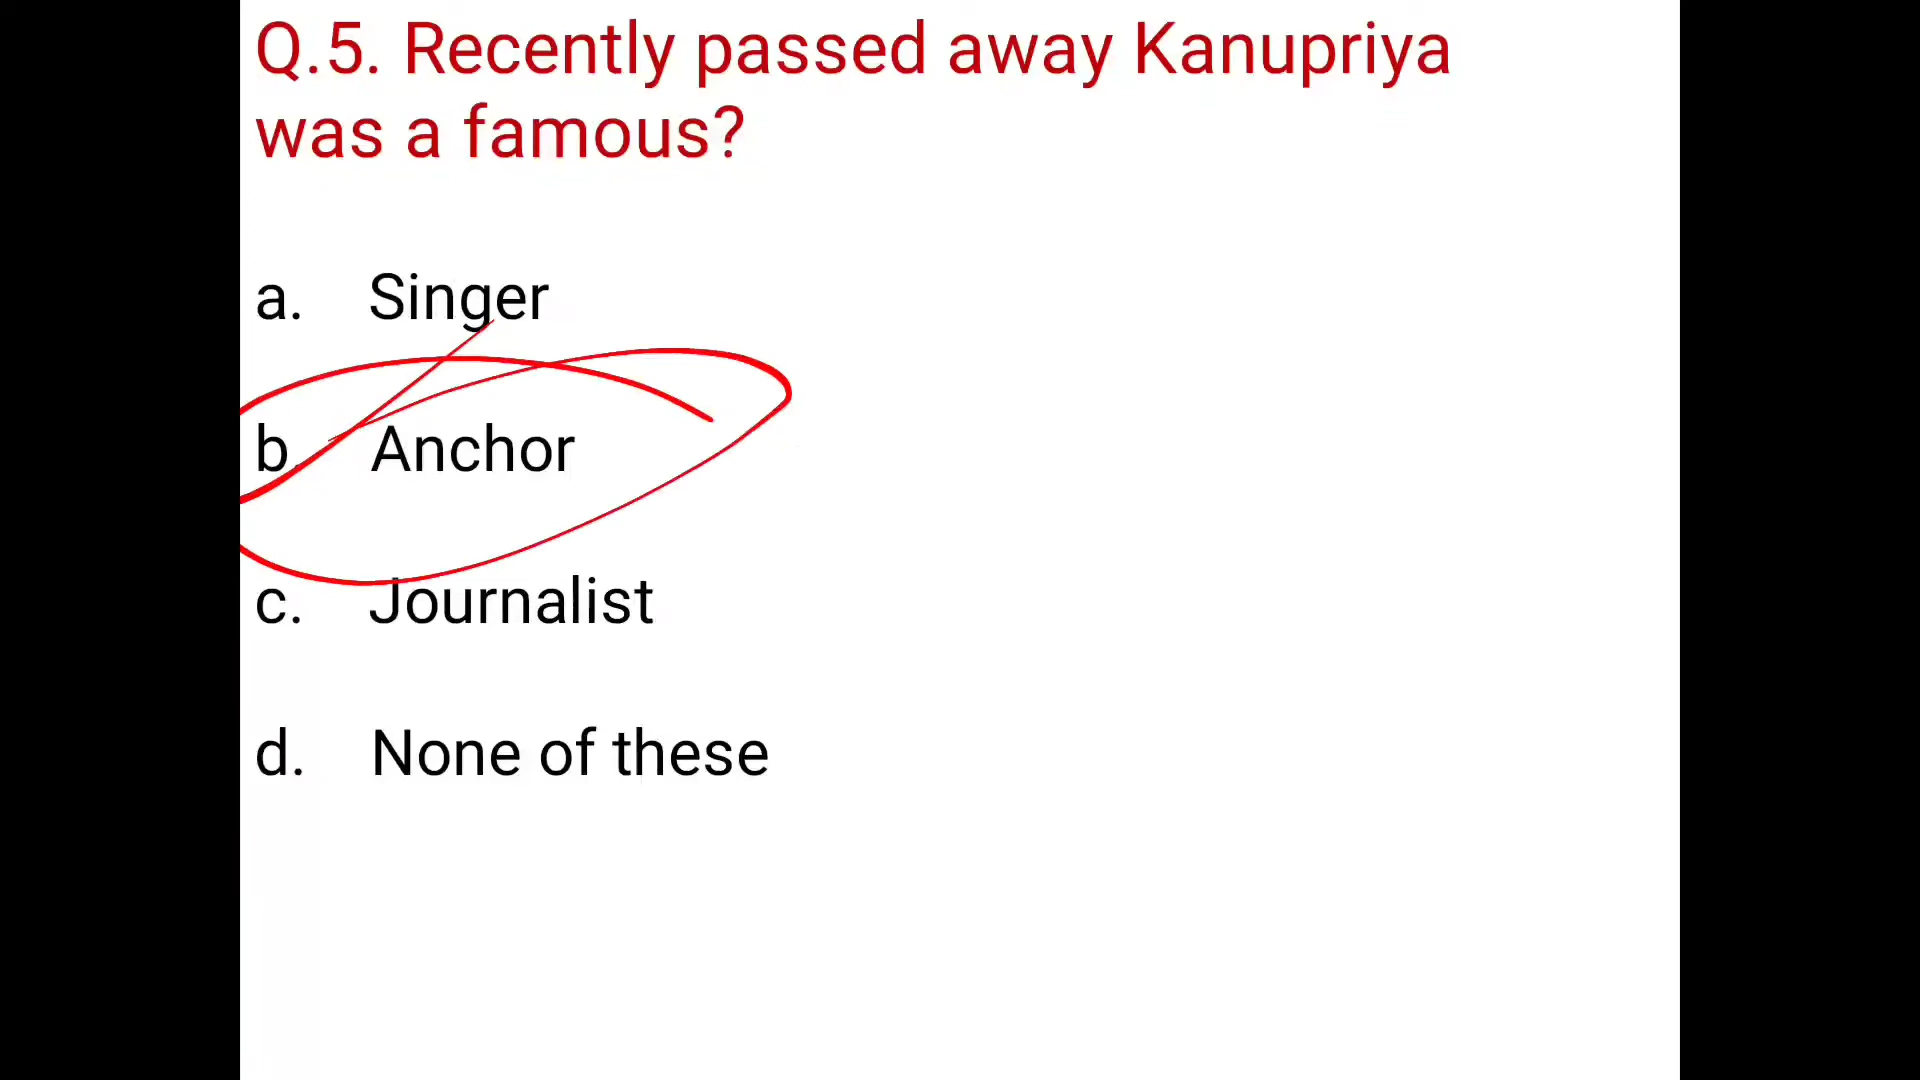 Q.5. Recently passed away Kanupriya
was a famous?
a. Singer
b. Anchor
c. Journalist
d. None of these